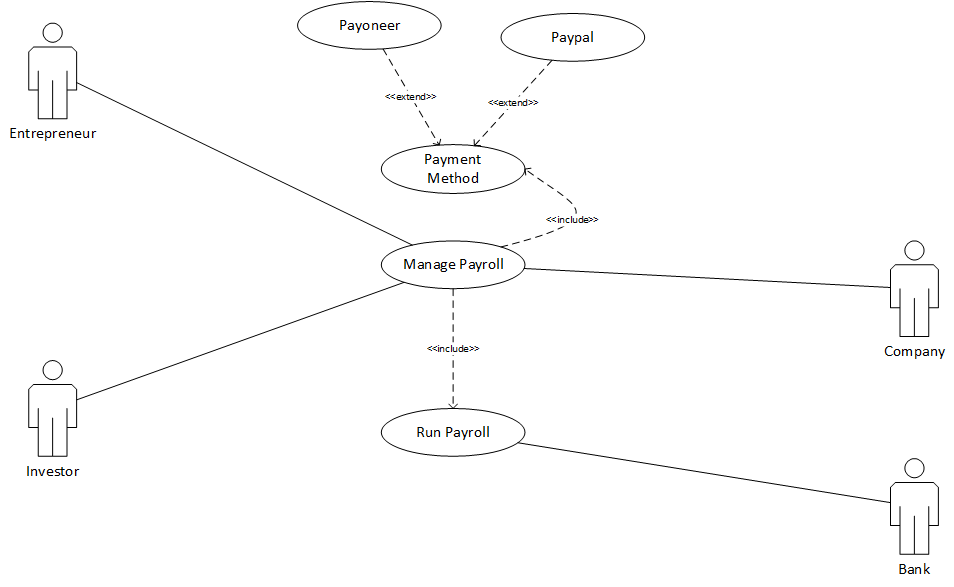 Payoneer
Paypal
Entrepreneur
<<extend>>
<<extend>>
Payment
Method
<<include>>
Manage Payroll
Company
<<include>>
Run Payroll
Investor
Bank